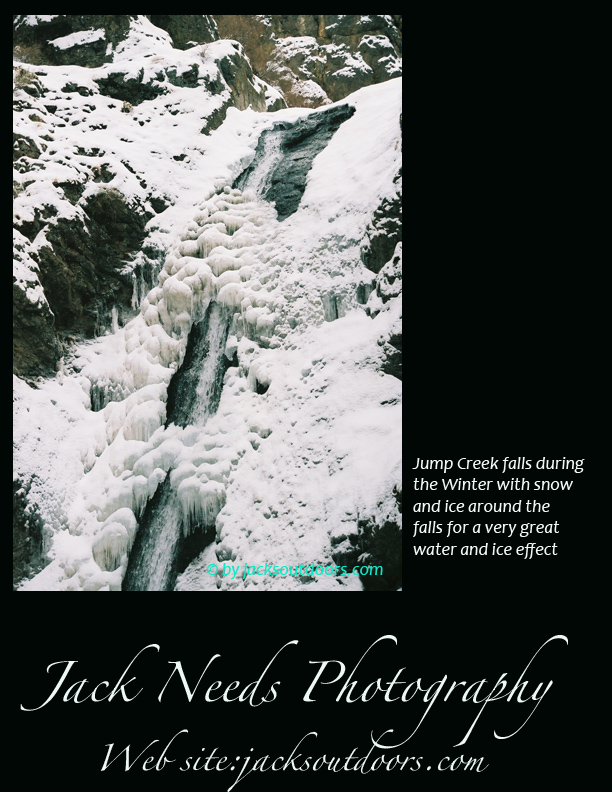 Jump Creek falls during
the Winter with snow
and ice around the
falls for a very great
water and ice effect
© by jacksoutdoors.com
Jack Needs Photography
Web site:jacksoutdoors.com